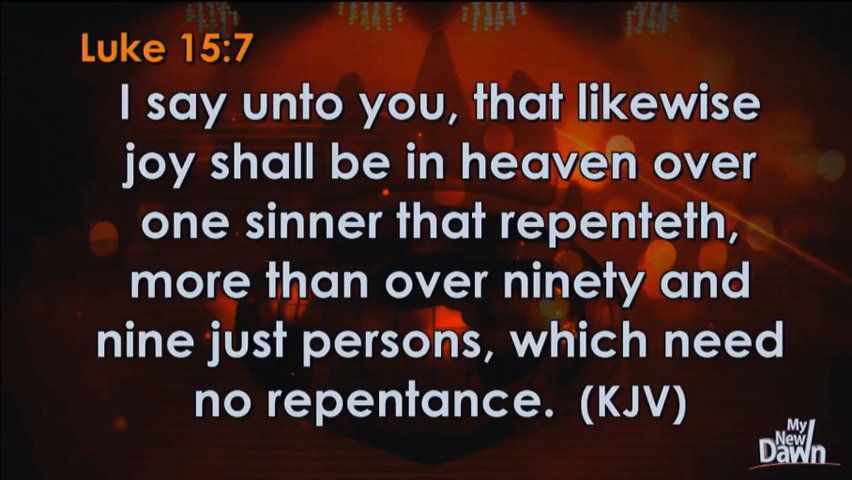 Luke 15:7
I say unto you, that likewise
joy shall be in heaven over
one sinner that repenteth,
more than over ninety and
nine just persons, which need
no repentance. (KJV)
My
New
Dawn